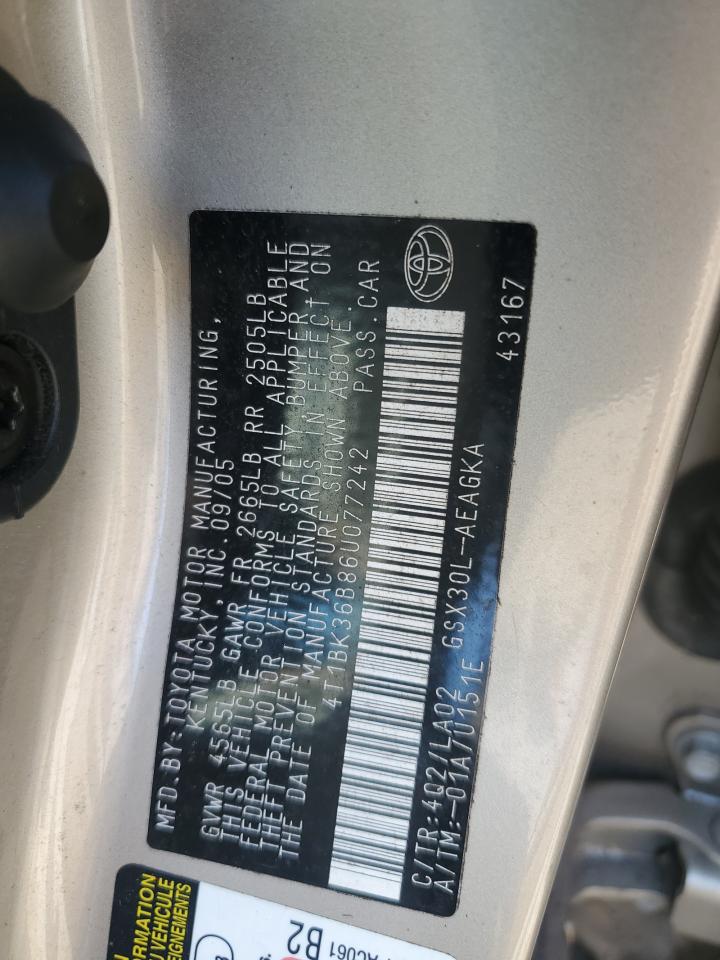 MFD.BY:TOYOTA MOTOR MANUFACTURING,
KENTUCKY, INC.09/05
GVWR 4565LB GAWR FR 2665LB RR 2505LB
THIS VEHICLE CONFORMS TO ALL APPLICABLE
FEDERAL MOTOR VEHICLE SAFETY BUMPER, AND
THEFT PREVENTION STANDARDS IN EFFECT ON
THE DATE OF MANUFACTURE SHOWN ABOVE.
4T1BK36B86U077242 PASS.CAR
C/TR:4Q2/LA02 GSX30L-AEAGKA
A/TM:-01A/U151E
43167
VEHICULE
AC061
B2